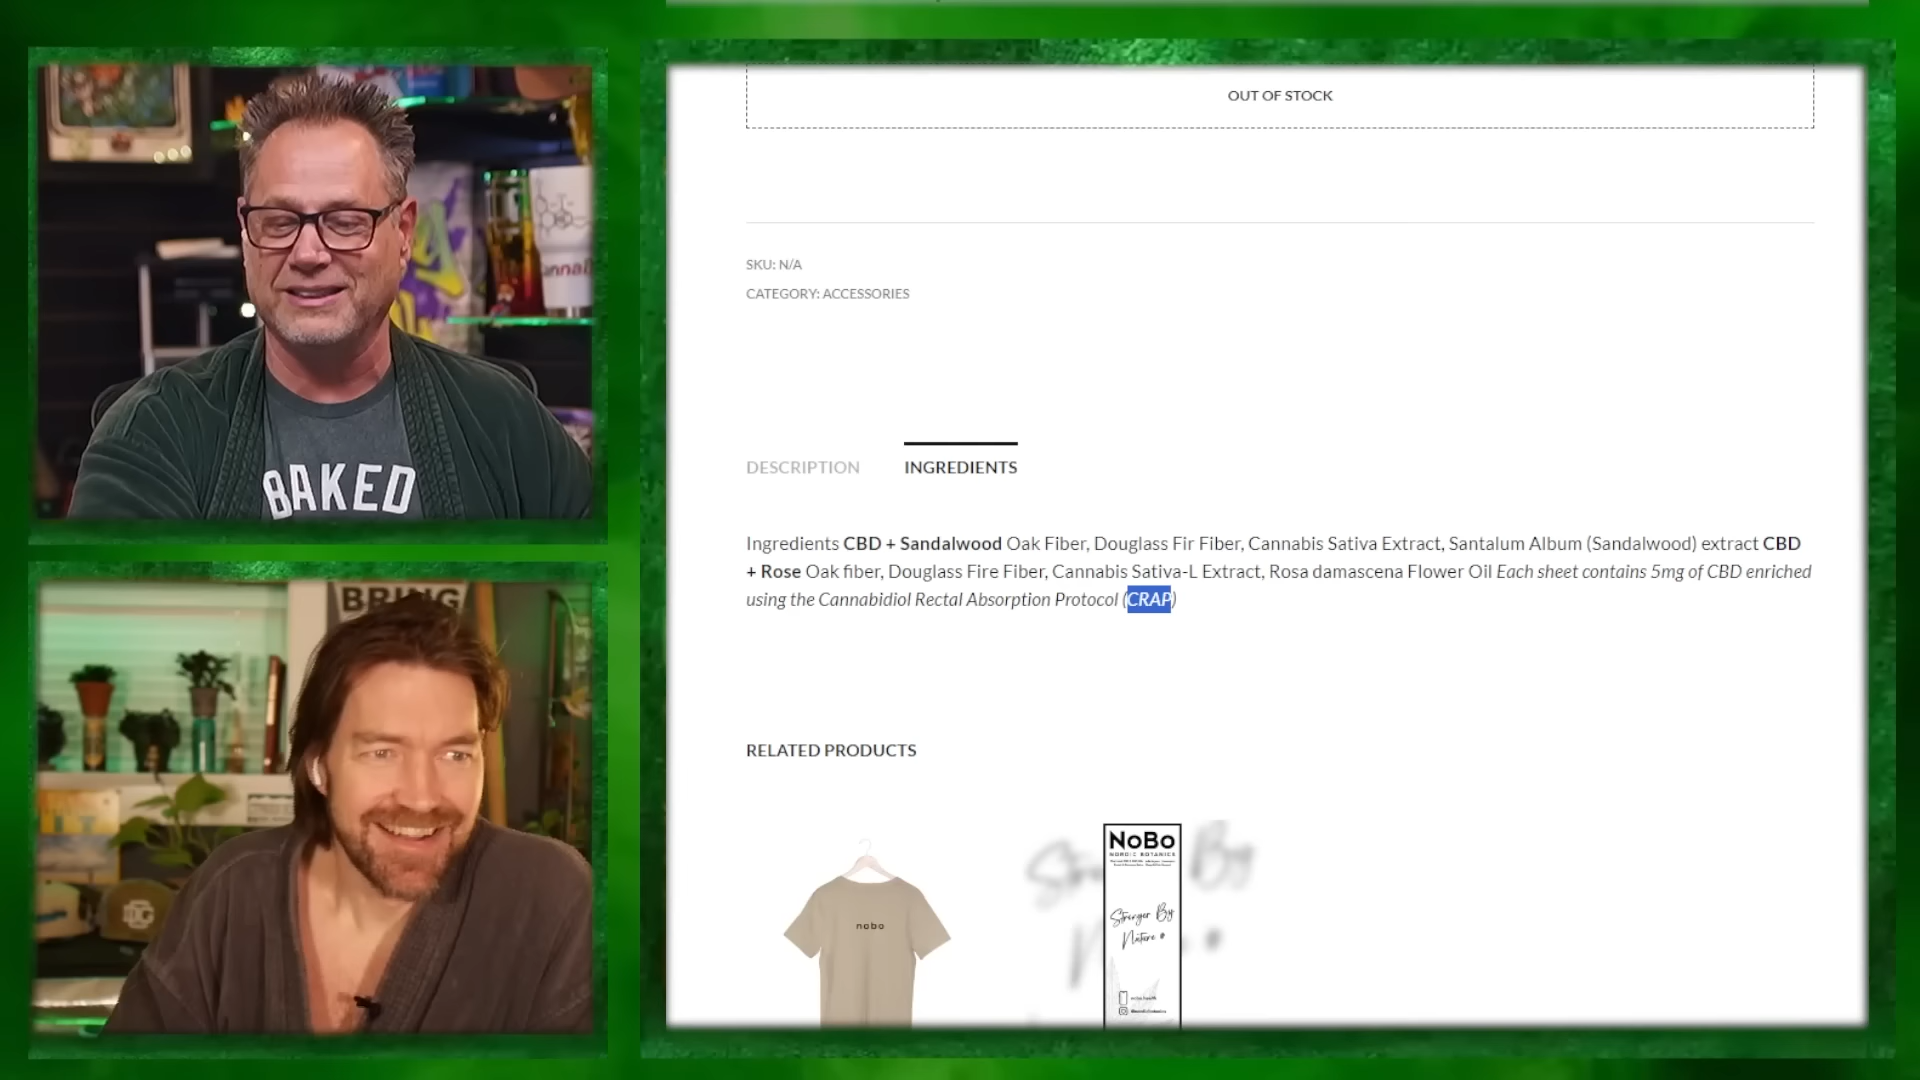 OUT OF STOCK
SKU: N/A
CATEGORY: ACCESSORIES
DESCRIPTION
INGREDIENTS
Ingredients CBD + Sandalwood Oak Fiber, Douglass Fir Fiber, Cannabis Sativa Extract, Santalum Album (Sandalwood) extract CBD
+ Rose Oak fiber, Douglass Fire Fiber, Cannabis Sativa-L Extract, Rosa damascena Flower Oil Each sheet contains 5mg of CBD enriched
using the Cannabidiol Rectal Absorption Protocol (CRAP)
RELATED PRODUCTS
nobo
NoBo
NORDIC BOTANICS
Stronger By
Nature
BAKED
BRING